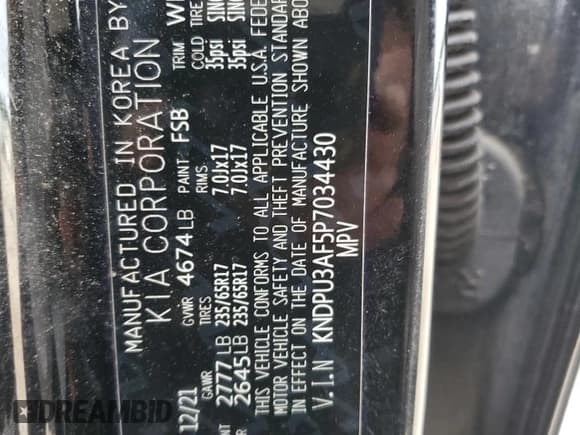 MANUFACTURED IN KOREA BY
KIA CORPORATION
12/21 GVWR 4674LB PAINT FSB TRIM
GAWR TIRES RIMS COLD TIRE
2777LB 235/65R17 7.0Jx17 35psi
2645LB 235/65R17 7.0Jx17 35psi
THIS VEHICLE CONFORMS TO ALL APPLICABLE U.S.A. FEDE
MOTOR VEHICLE SAFETY AND THEFT PREVENTION STANDAR
IN EFFECT ON THE DATE OF MANUFACTURE SHOWN ABO
V.I.N KNDPU3AF5P7034430
MPV
DREAMBID